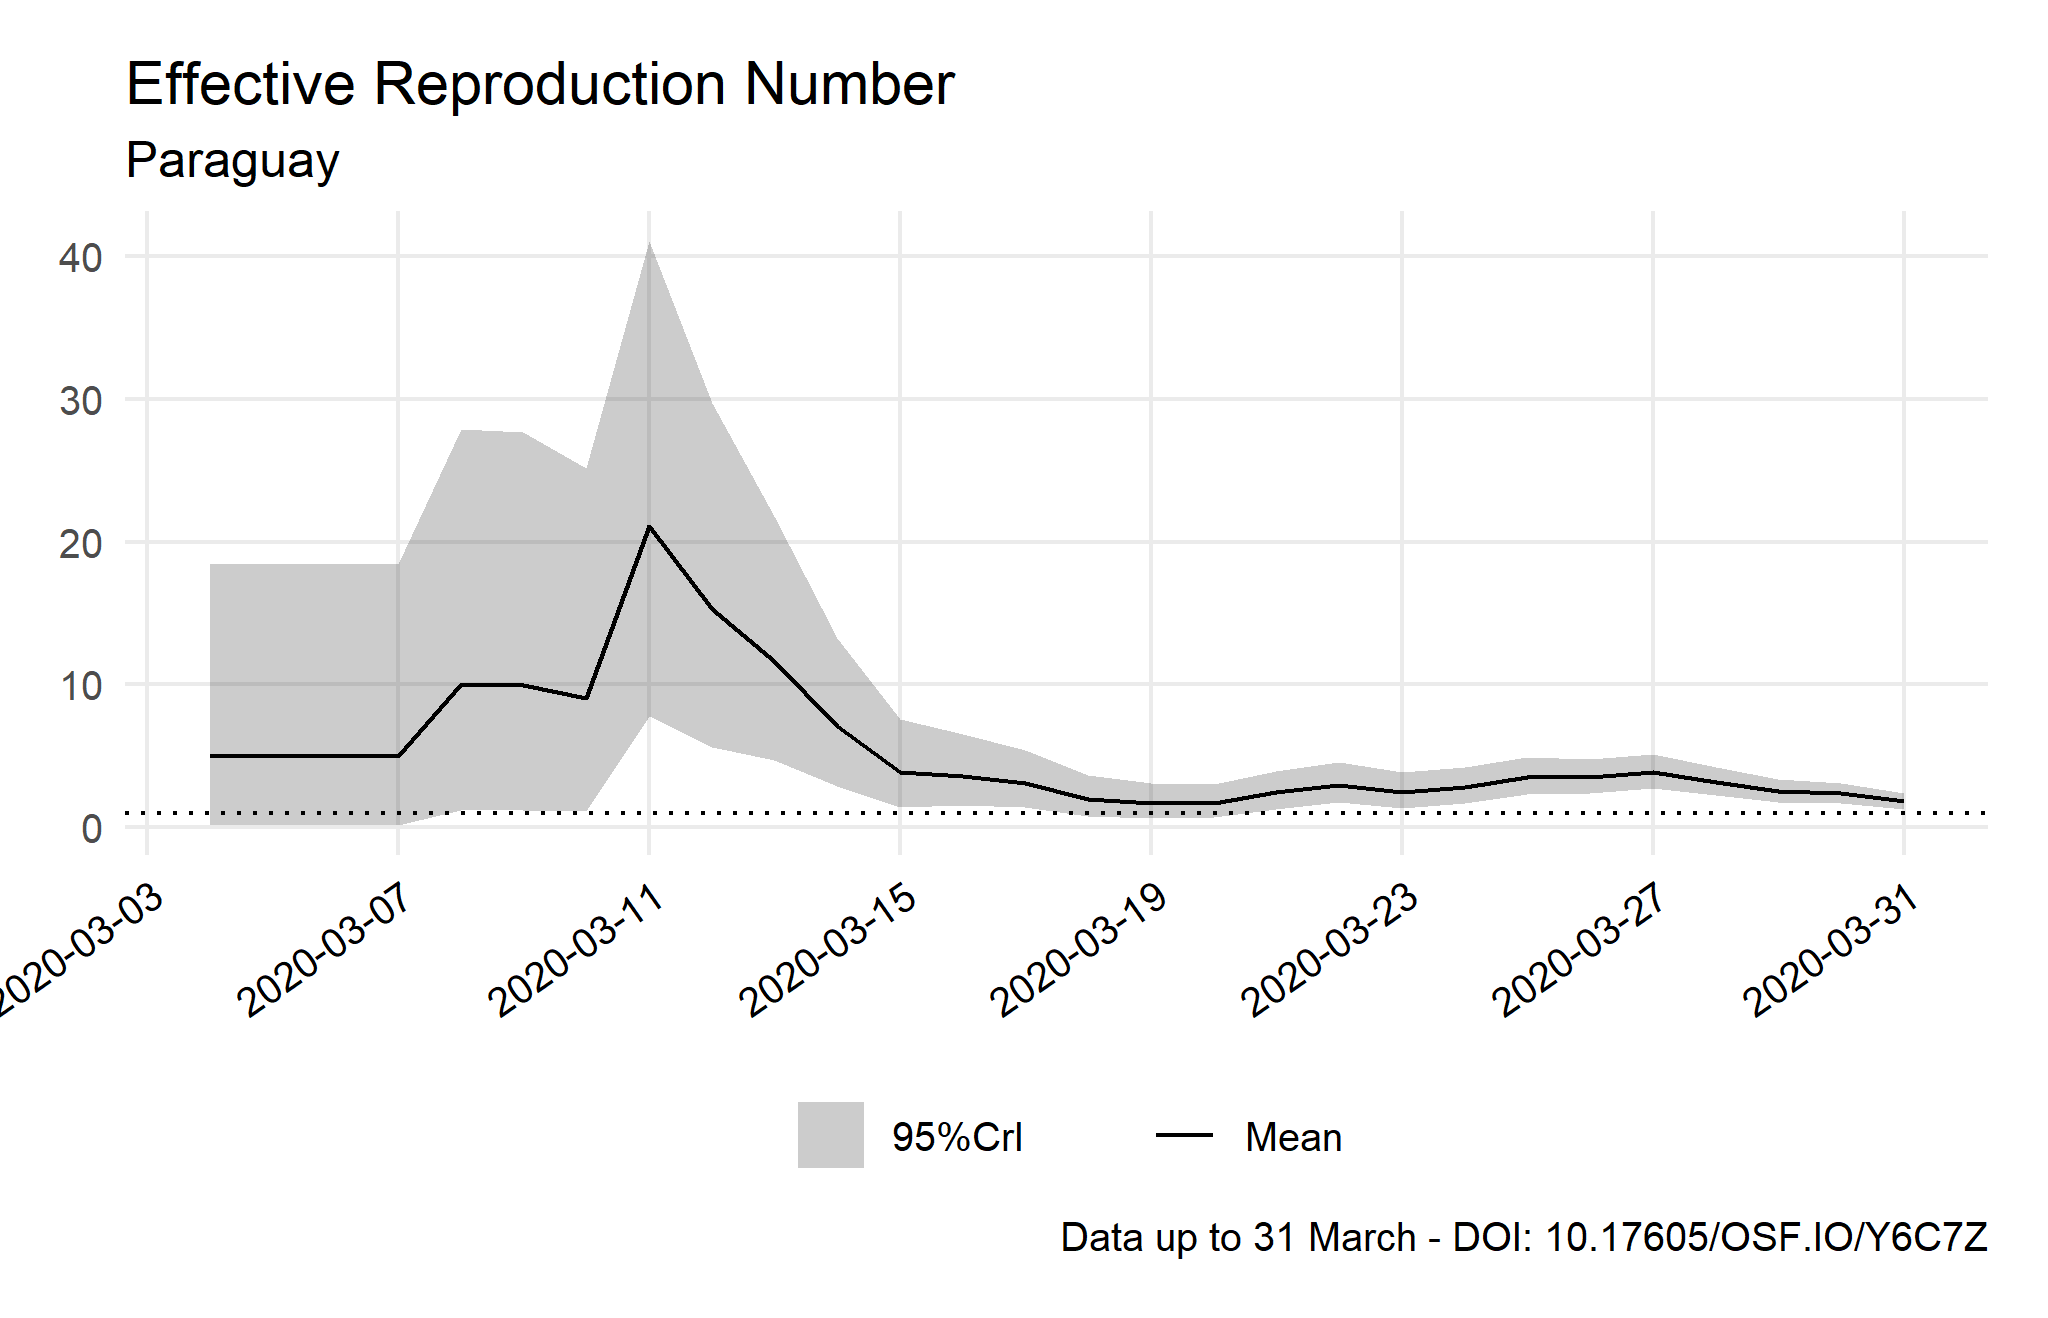 Effective Reproduction Number
Paraguay
40
30
20
10
0
2020-03-03
2020-03-07
2020-03-11
2020-03-15
2020-03-19
2020-03-23
2020-03-27
2020-03-31
95%CrI
Mean
Data up to 31 March - DOI: 10.17605/OSF.IO/Y6C7Z